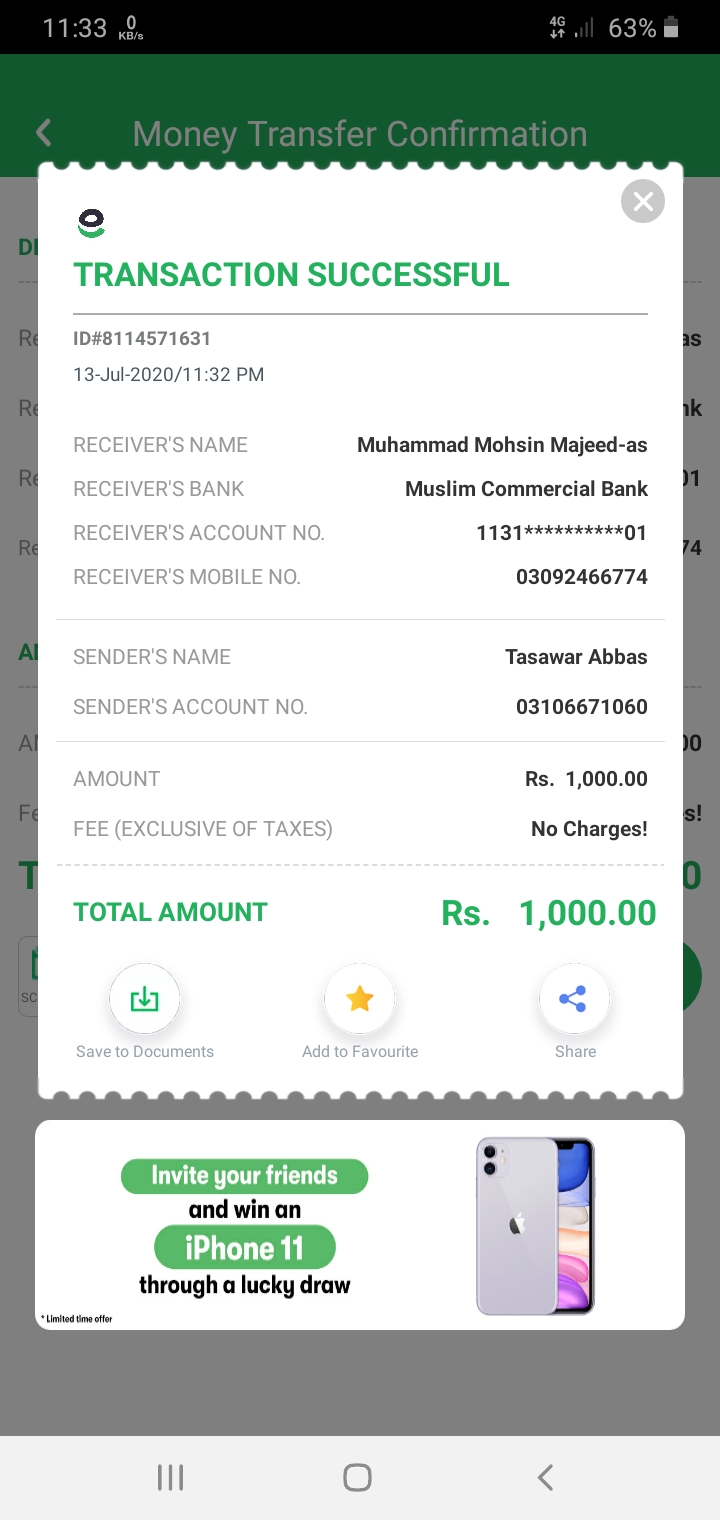 11:33 0 KB/s 4G 63%
Money Transfer Confirmation
TRANSACTION SUCCESSFUL
ID#8114571631
13-Jul-2020/11:32 PM
RECEIVER'S NAME Muhammad Mohsin Majeed-as
RECEIVER'S BANK Muslim Commercial Bank
RECEIVER'S ACCOUNT NO. 1131**********01
RECEIVER'S MOBILE NO. 03092466774
SENDER'S NAME Tasawar Abbas
SENDER'S ACCOUNT NO. 03106671060
AMOUNT Rs. 1,000.00
FEE (EXCLUSIVE OF TAXES) No Charges!
TOTAL AMOUNT Rs. 1,000.00
Save to Documents Add to Favourite Share
Invite your friends
and win an
iPhone 11
through a lucky draw
* Limited time offer